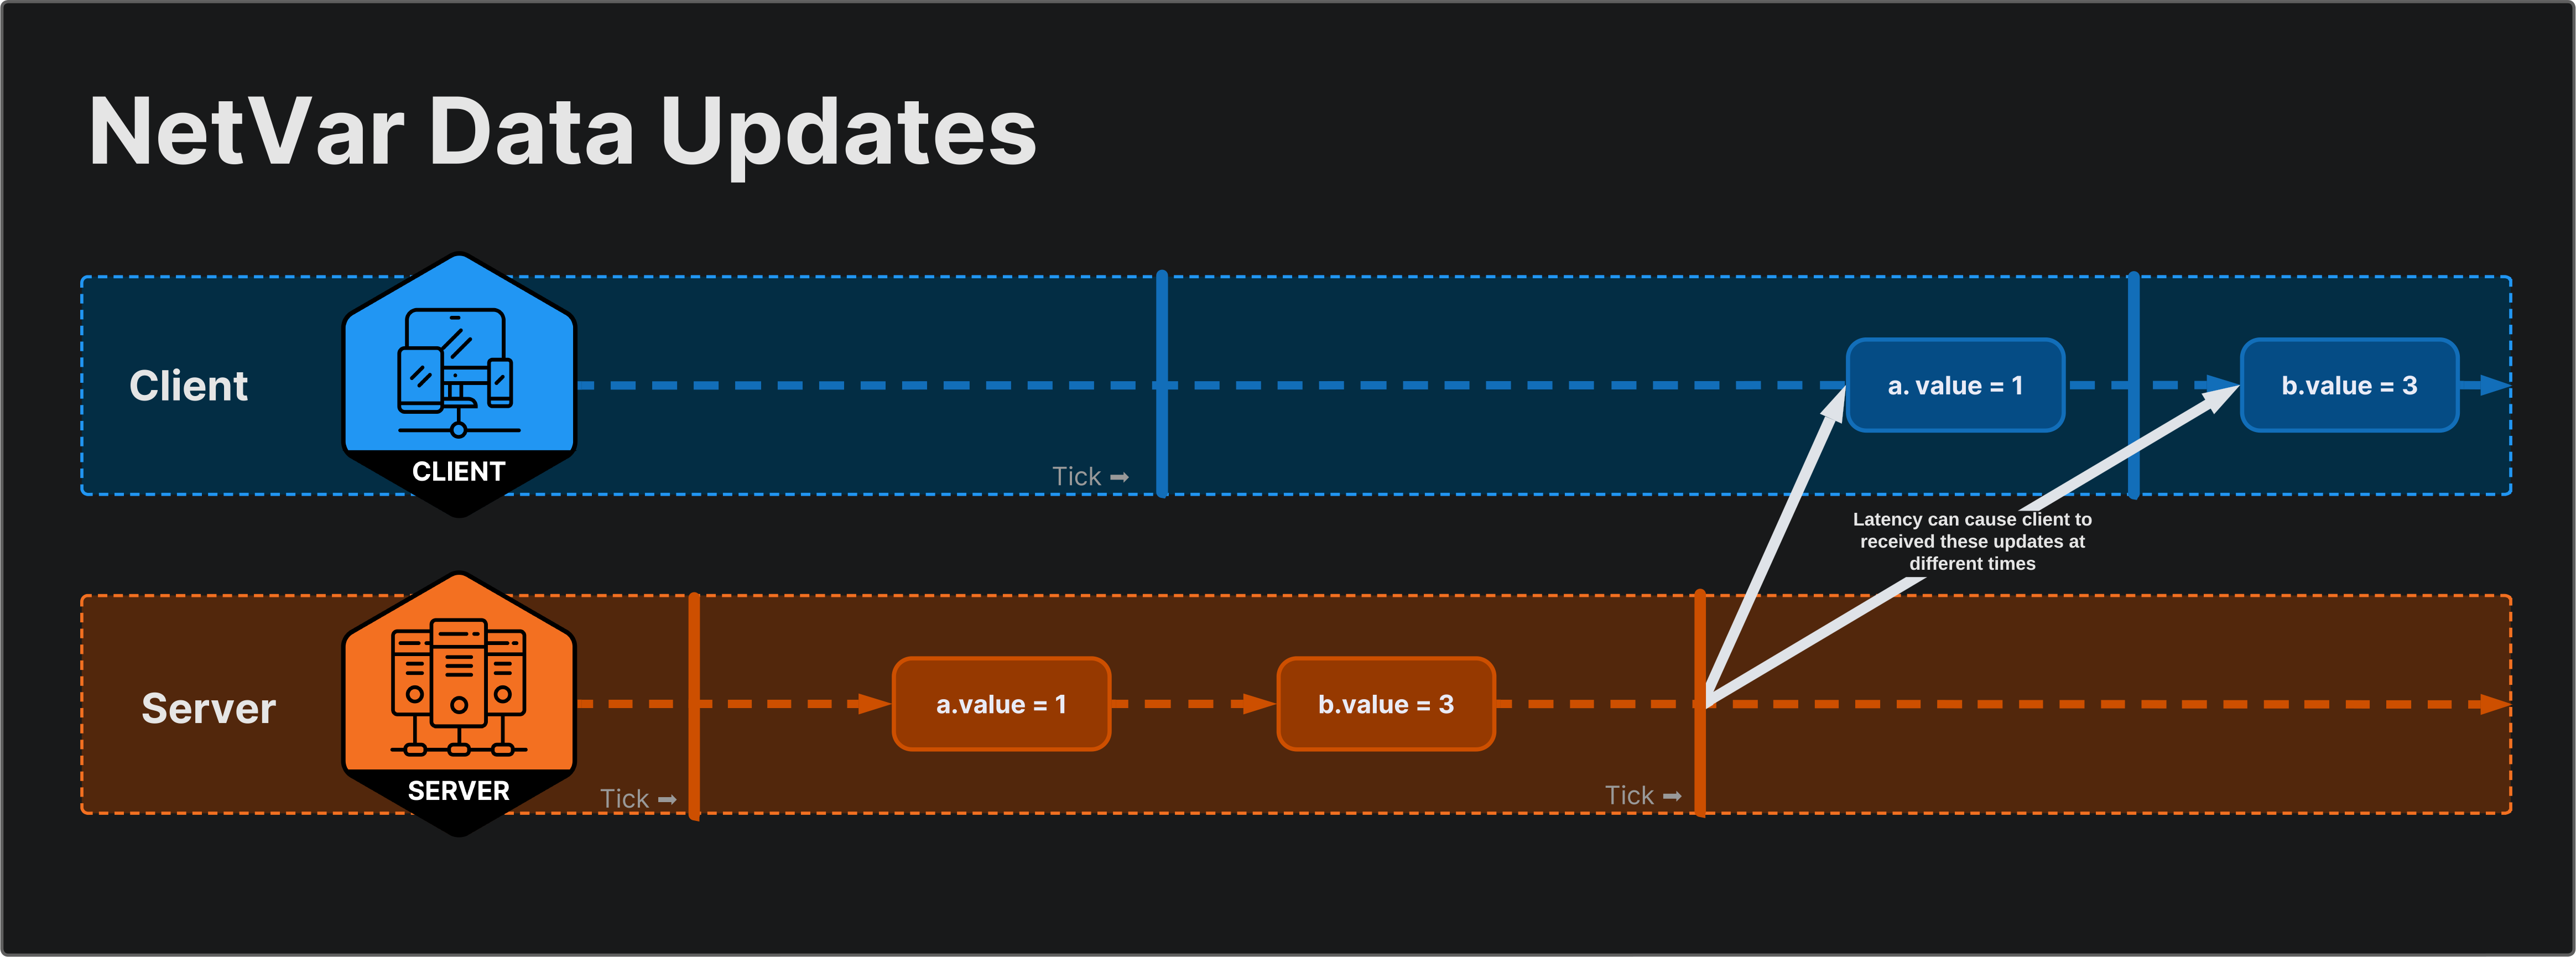 NetVar Data Updates
Client
CLIENT
Tick ➡
a. value = 1
b.value = 3
Latency can cause client to
received these updates at
different times
Server
SERVER
Tick ➡
a.value = 1
b.value = 3
Tick ➡